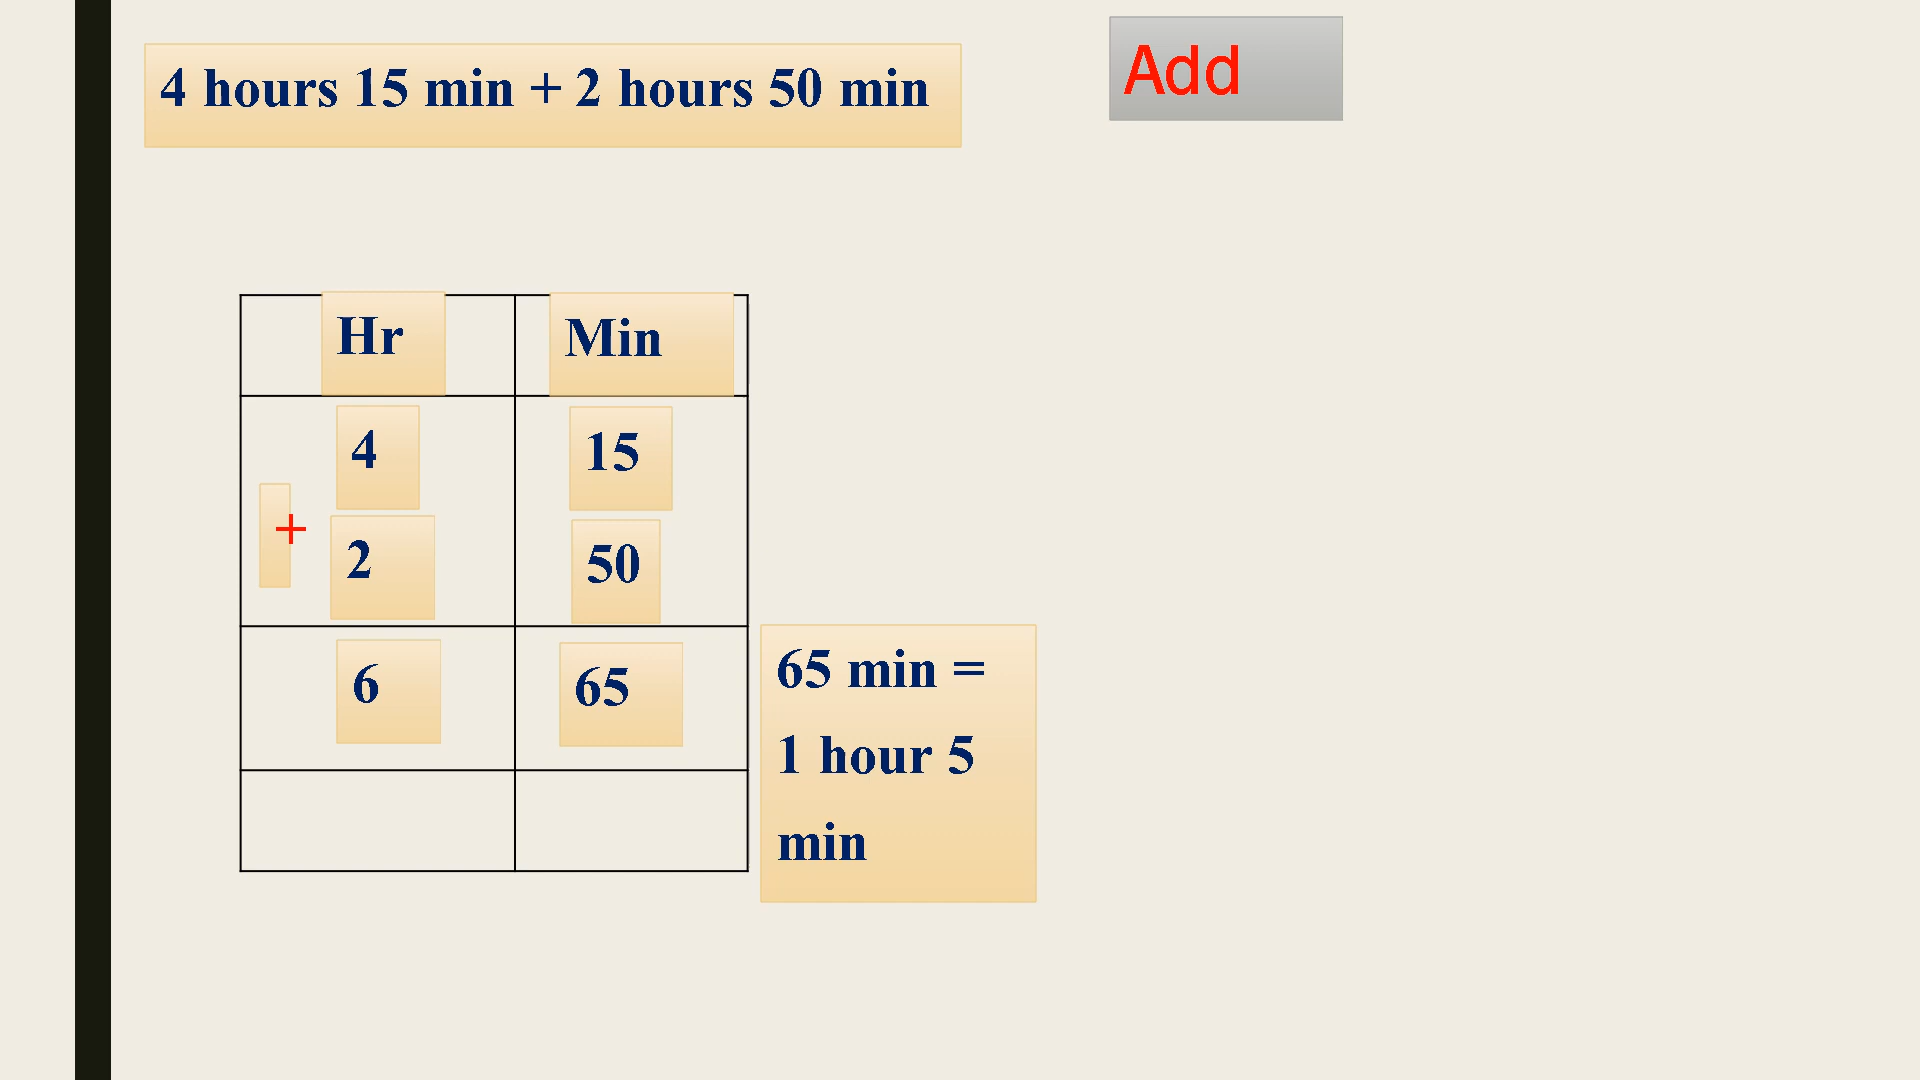 4 hours 15 min + 2 hours 50 min
Add
Hr Min
4 15
+
2 50
6 65
65 min =
1 hour 5
min